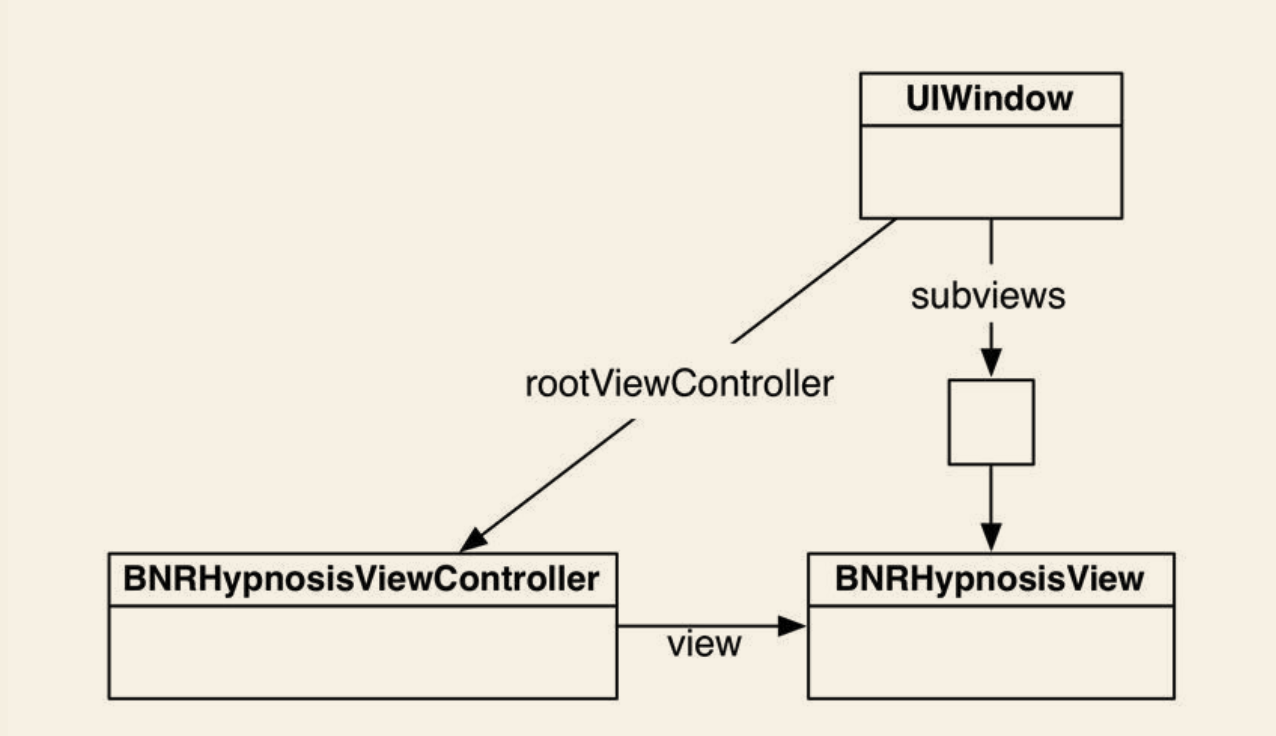 UIWindow
subviews
rootViewController
BNRHypnosisViewController
BNRHypnosisView
view